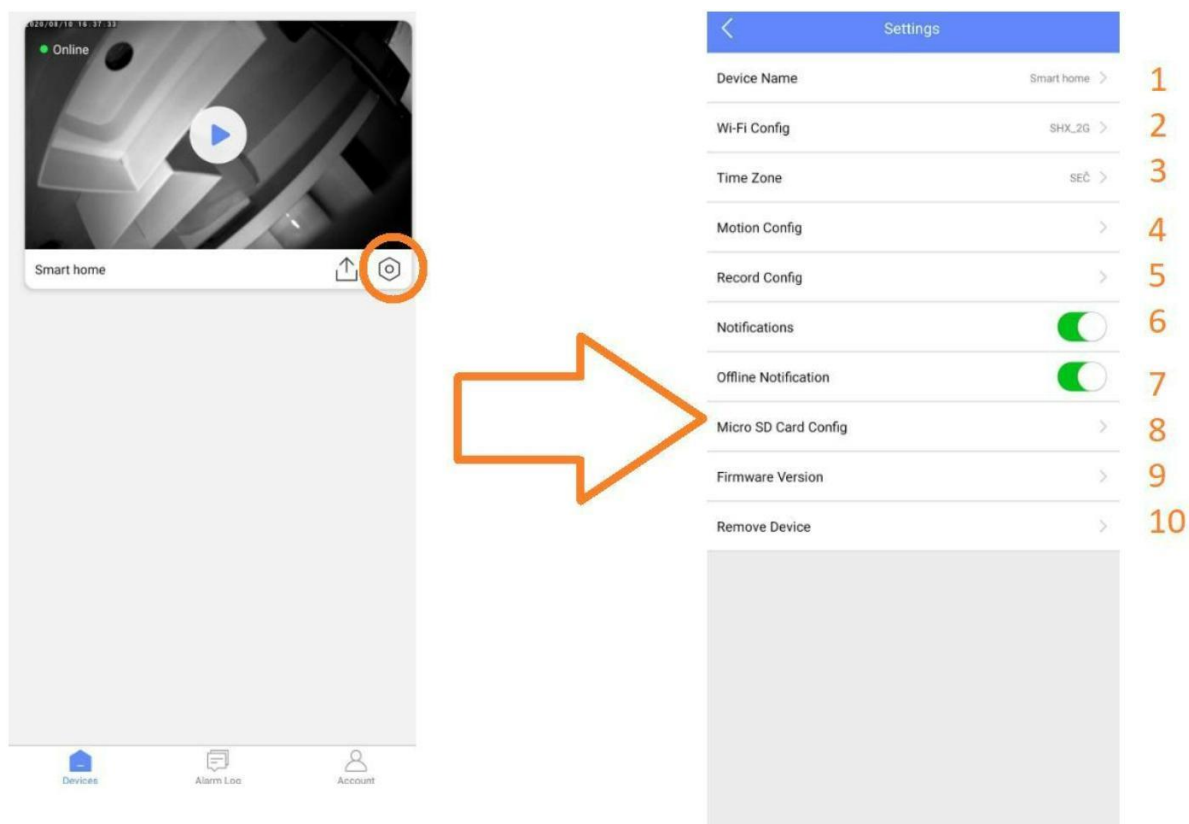 2020/08/10 16:37:33
Online
Smart home
Devices
Alarm Log
Account
Settings
Device Name Smart home 1
Wi-Fi Config SHX_2G 2
Time Zone SEČ 3
Motion Config 4
Record Config 5
Notifications 6
Offline Notification 7
Micro SD Card Config 8
Firmware Version 9
Remove Device 10